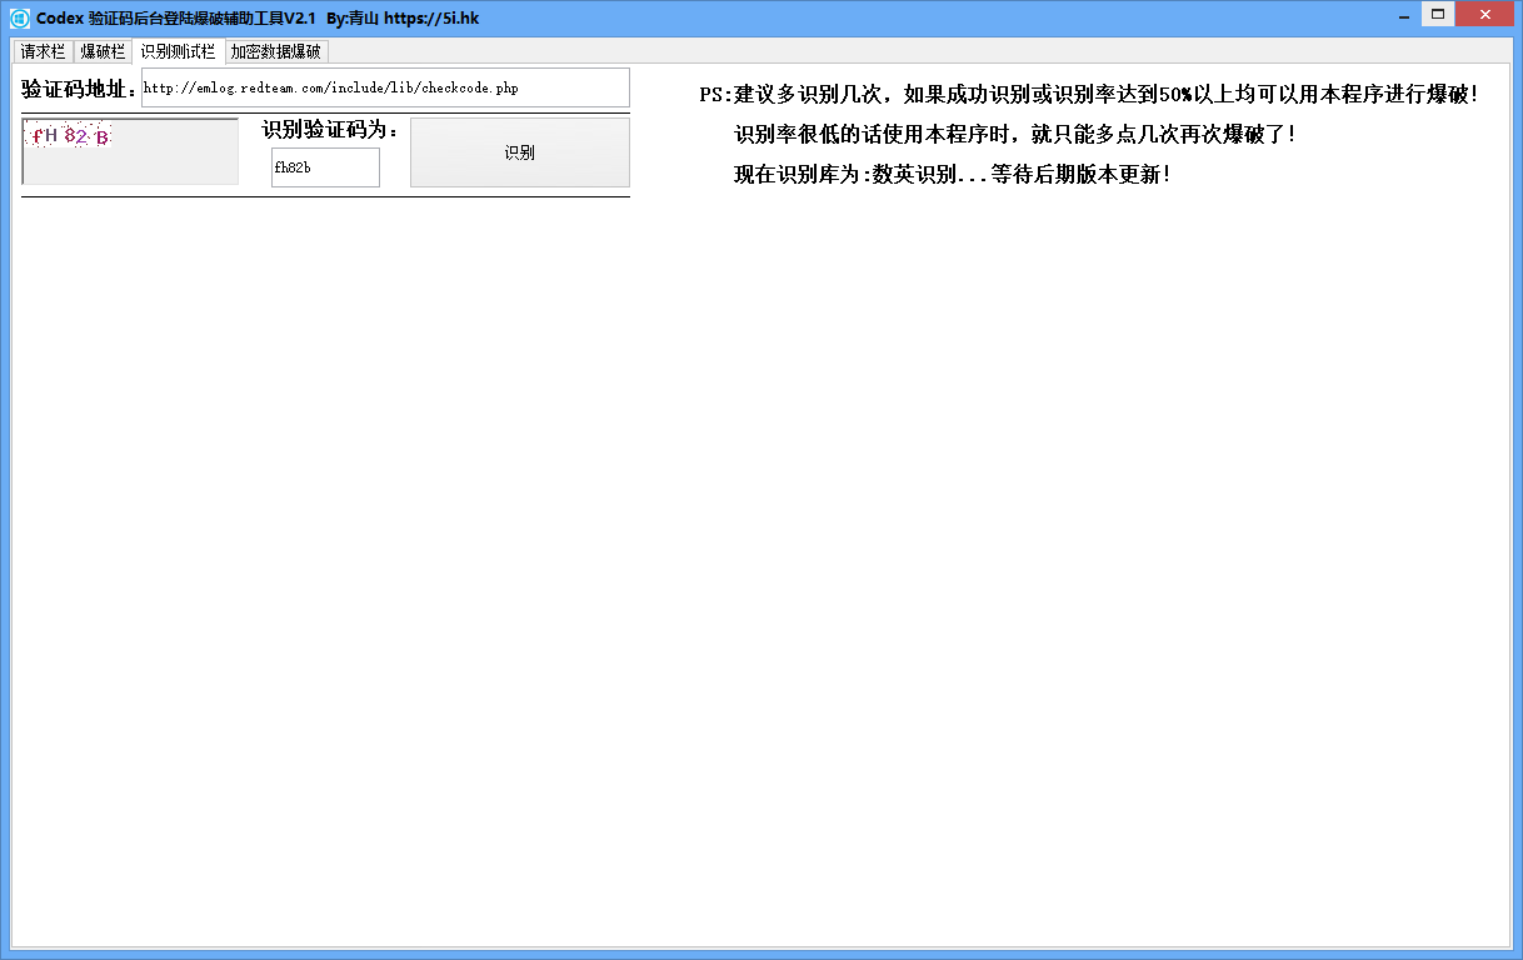 Codex 验证码后台登陆爆破辅助工具V2.1 By:青山 https://5i.hk
请求栏 爆破栏 识别测试栏 加密数据爆破
验证码地址： http://emlog.redteam.com/include/lib/checkcode.php
fH 82 B
识别验证码为：
fh82b
识别
PS:建议多识别几次，如果成功识别或识别率达到50%以上均可以用本程序进行爆破!
识别率很低的话使用本程序时，就只能多点几次再次爆破了!
现在识别库为:数英识别...等待后期版本更新!